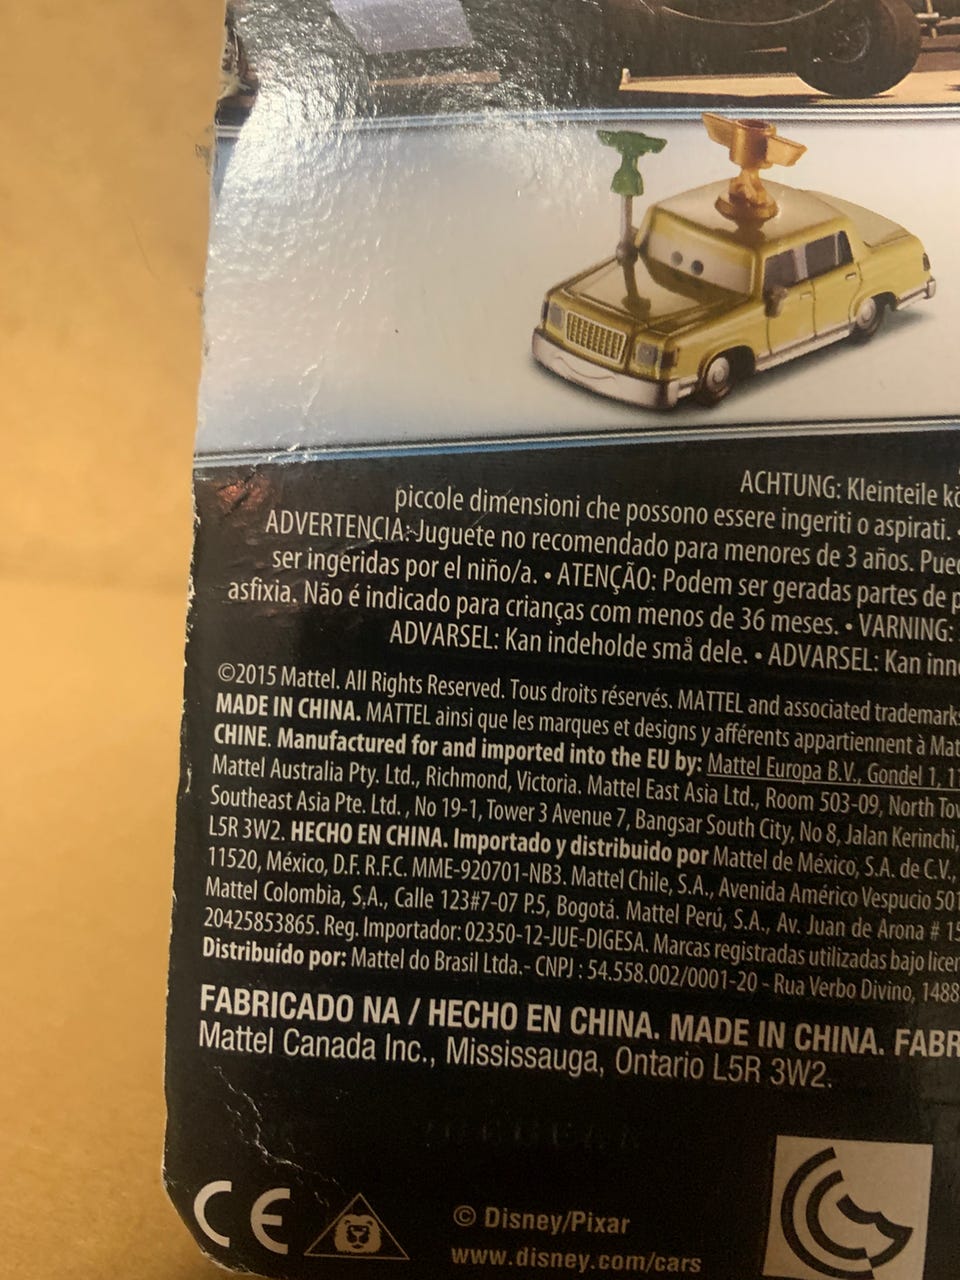 ACHTUNG: Kleinteile kö
piccole dimensioni che possono essere ingeriti o aspirati.
ADVERTENCIA: Juguete no recomendado para menores de 3 años. Pue
ser ingeridas por el niño/a. • ATENÇÃO: Podem ser geradas partes de p
asfixia. Não é indicado para crianças com menos de 36 meses. • VARNING:
ADVARSEL: Kan indeholde små dele. • ADVARSEL: Kan inn
©2015 Mattel. All Rights Reserved. Tous droits réservés. MATTEL and associated trademarks
MADE IN CHINA. MATTEL ainsi que les marques et designs y afférents appartiennent à Mat
CHINE. Manufactured for and imported into the EU by: Mattel Europa B.V., Gondel 1, 1
Mattel Australia Pty. Ltd., Richmond, Victoria. Mattel East Asia Ltd., Room 503-09, North Tow
Southeast Asia Pte. Ltd., No 19-1, Tower 3 Avenue 7, Bangsar South City, No 8, Jalan Kerinchi,
L5R 3W2. HECHO EN CHINA. Importado y distribuido por Mattel de México, S.A. de C.V.,
11520, México, D.F. R.F.C. MME-920701-NB3. Mattel Chile, S.A., Avenida Américo Vespucio 501
Mattel Colombia, S.A., Calle 123#7-07 P.5, Bogotá. Mattel Perú, S.A., Av. Juan de Arona # 15
20425853865. Reg. Importador: 02350-12-JUE-DIGESA. Marcas registradas utilizadas bajo licen
Distribuído por: Mattel do Brasil Ltda.- CNPJ : 54.558.002/0001-20 - Rua Verbo Divino, 1488
FABRICADO NA / HECHO EN CHINA. MADE IN CHINA. FABR
Mattel Canada Inc., Mississauga, Ontario L5R 3W2.
CE
© Disney/Pixar
www.disney.com/cars